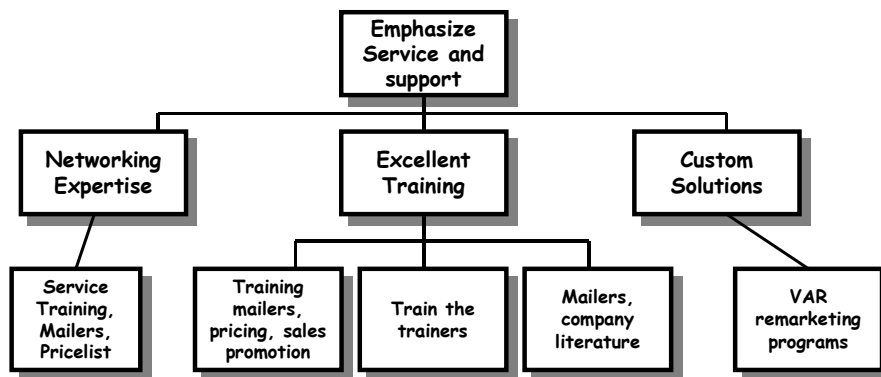 Emphasize
Service and
support
Networking
Expertise
Excellent
Training
Custom
Solutions
Service
Training,
Mailers,
Pricelist
Training
mailers,
pricing, sales
promotion
Train the
trainers
Mailers,
company
literature
VAR
remarketing
programs